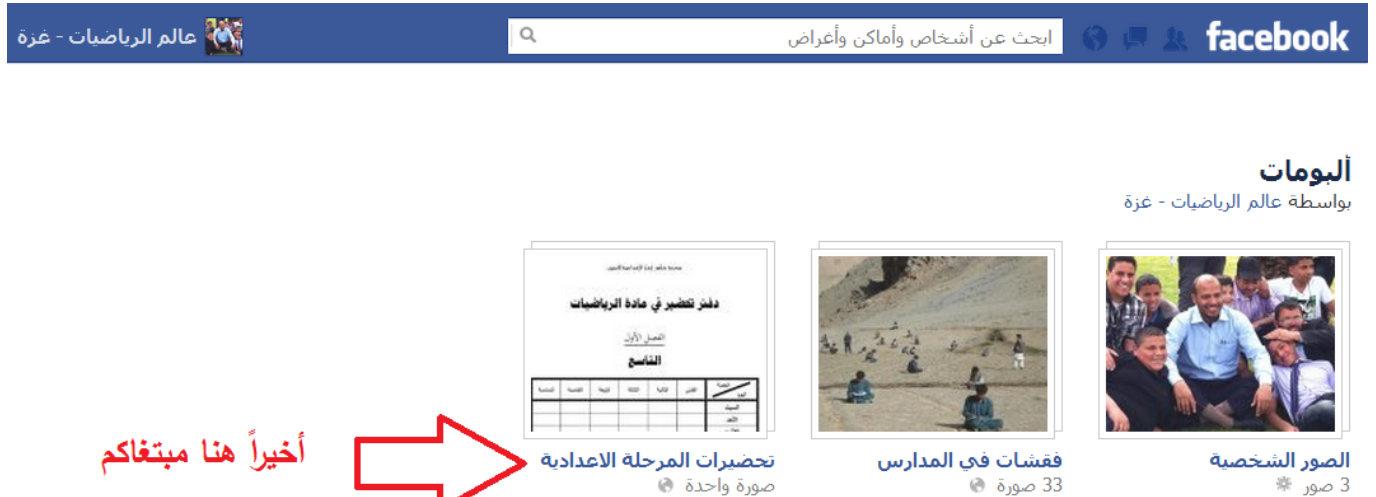 facebook
ابحث عن أشخاص وأماكن وأغراض
عالم الرياضيات - غزة
ألبومات
بواسطة عالم الرياضيات - غزة
دفتر تحضير في مادة الرياضيات
الفصل الأول
التاسع
الصور الشخصية
3 صور
فقشات في المدارس
33 صورة
تحضيرات المرحلة الاعدادية
صورة واحدة
أخيراً هنا مبتغاكم